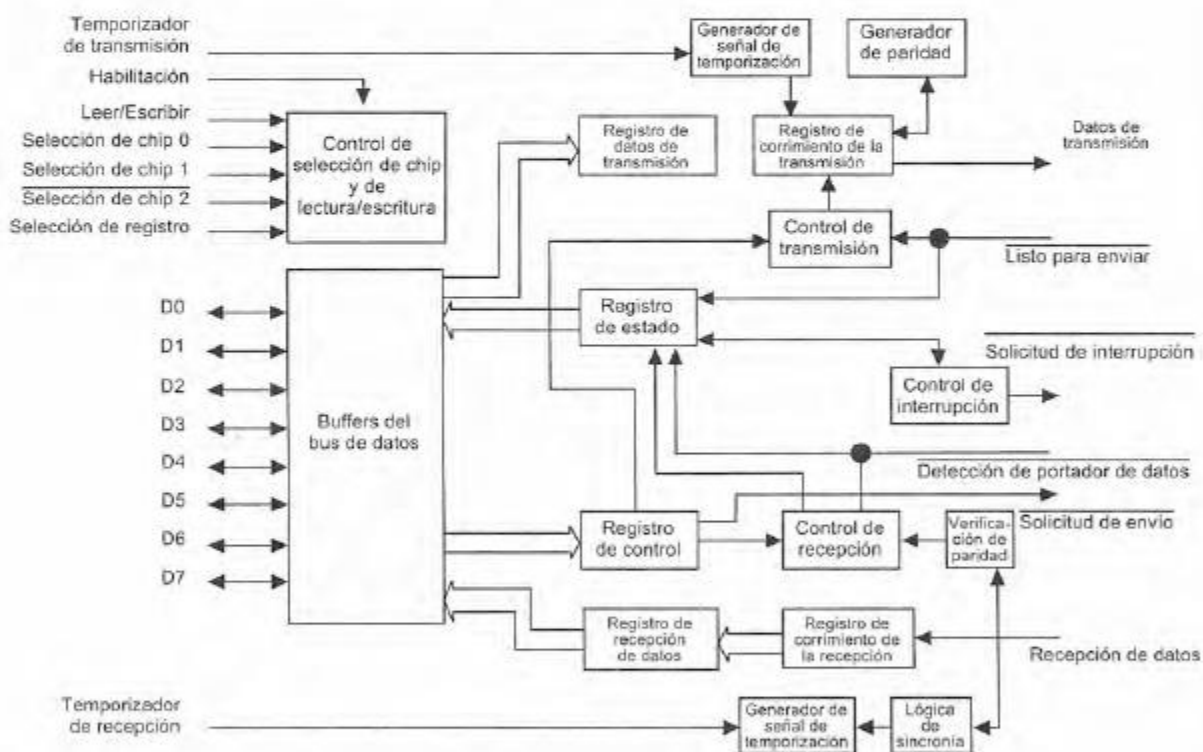 Temporizador
de transmisión
Habilitación
Leer/Escribir
Selección de chip 0
Selección de chip 1
Selección de chip 2
Selección de registro
Control de
selección de chip
y de
lectura/escritura
Generador de
señal de
temporización
Generador
de paridad
Registro de
datos de
transmisión
Registro de
corrimiento de la
transmisión
Datos de
transmisión
Control de
transmisión
Listo para enviar
D0
D1
D2
D3
D4
D5
D6
D7
Buffers del
bus de datos
Registro
de estado
Solicitud de interrupción
Control de
interrupción
Detección de portador de datos
Registro
de control
Control de
recepción
Verifica-
ción de
paridad
Solicitud de envío
Registro de
recepción
de datos
Registro de
corrimiento de
la recepción
Recepción de datos
Temporizador
de recepción
Generador de
señal de
temporización
Lógica
de
sincronía